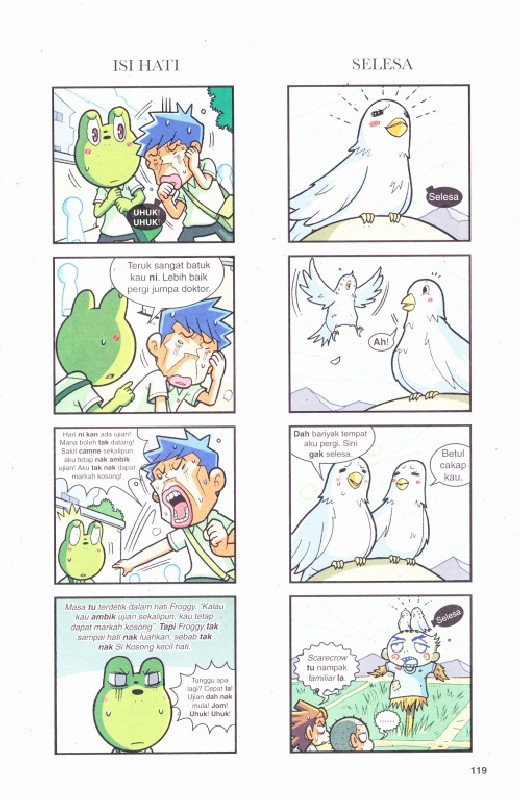 ISI HATI
UHUK!
UHUK!
Teruk sangat batuk
kau ni. Lebih baik
pergi jumpa doktor.
Hari ni kan ada ujian!
Mana boleh tak datang!
Sakit camne sekalipun
aku tetap nak ambik
ujian! Aku tak nak dapat
markah kosong!
Masa tu terdetik dalam hati Froggy. "Kalau
kau ambik ujian sekalipun, kau tetap
dapat markah kosong" Tapi Froggy tak
sampai hati nak luahkan, sebab tak
nak Si Kosong kecil hati.
Tunggu apa
lagi? Cepat la!
Ujian dah nak
mula! Jom!
Uhuk! Uhuk!
SELESA
Selesa
Ah!
Dah banyak tempat
aku pergi. Sini
gak selesa.
Betul
cakap
kau.
Selesa
Scarecrow
tu nampak
familiar la.
......
119